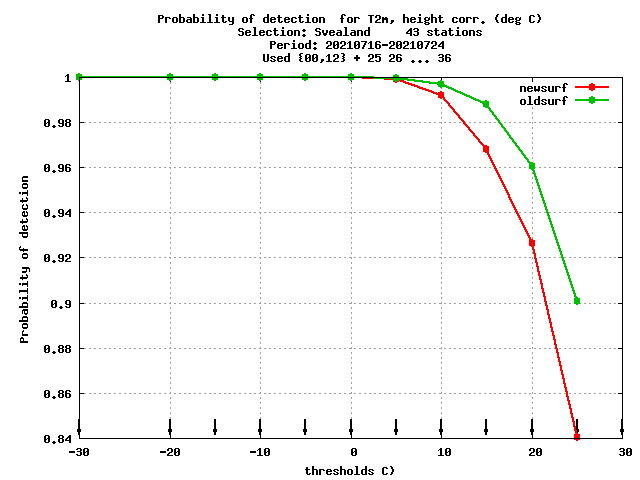 Probability of detection  for T2m, height corr. (deg C)
Selection: Svealand     43 stations
Period: 20210716-20210724
Used {00,12} + 25 26 ... 36
newsurf
oldsurf
Probability of detection
1
0.98
0.96
0.94
0.92
0.9
0.88
0.86
0.84
-30 -20 -10 0 10 20 30
thresholds C)